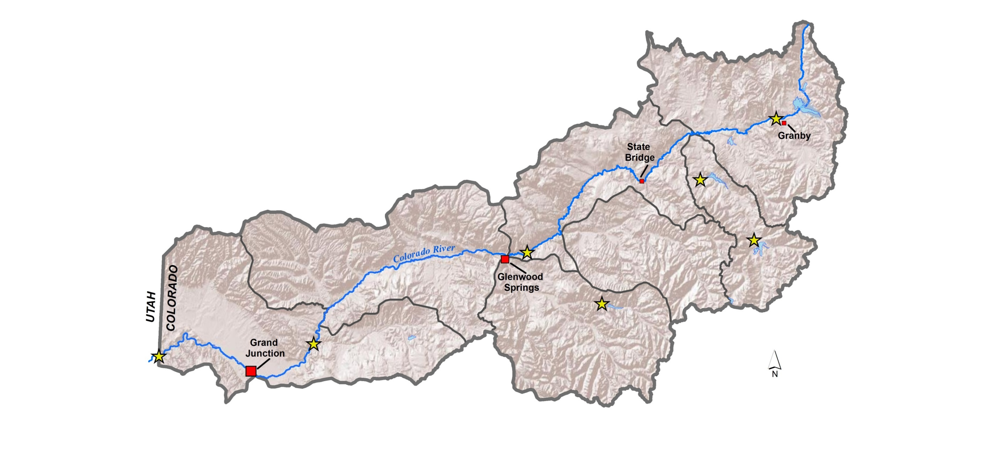 Granby
State
Bridge
Colorado River
Glenwood
Springs
UTAH
COLORADO
Grand
Junction
N